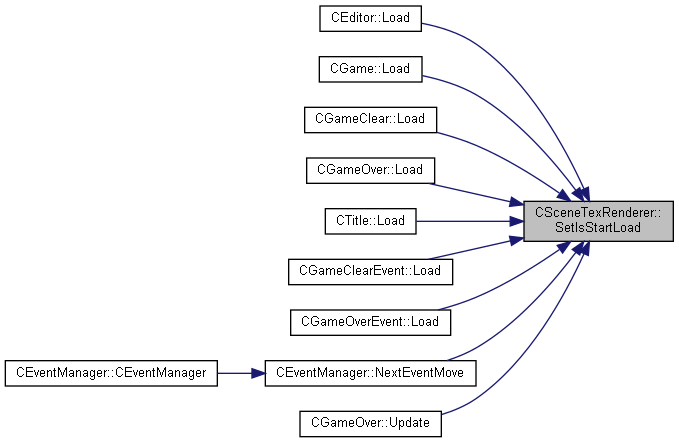 CEditor::Load
CGame::Load
CGameClear::Load
CGameOver::Load
CTitle::Load
CSceneTexRenderer::
SetIsStartLoad
CGameClearEvent::Load
CGameOverEvent::Load
CEventManager::CEventManager
CEventManager::NextEventMove
CGameOver::Update